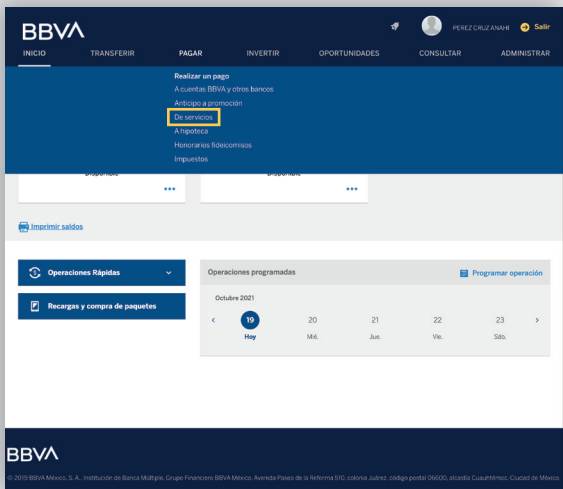 BBVA
PEREZ CRUZ ANAHI Salir
INICIO TRANSFERIR PAGAR INVERTIR OPORTUNIDADES CONSULTAR ADMINISTRAR
Realizar un pago
A cuentas BBVA y otros bancos
Anticipo a promoción
De servicios
A hipoteca
Honorarios fideicomisos
Impuestos
Disponible Disponible
Imprimir saldos
Operaciones Rápidas
Recargas y compra de paquetes
Operaciones programadas Programar operación
Octubre 2021
19 20 21 22 23
Hoy Mié. Jue. Vie. Sáb.
BBVA
© 2019 BBVA México, S. A., Institución de Banca Múltiple, Grupo Financiero BBVA México. Avenida Paseo de la Reforma 510, colonia Juárez, código postal 06600, alcaldía Cuauhtémoc, Ciudad de México.